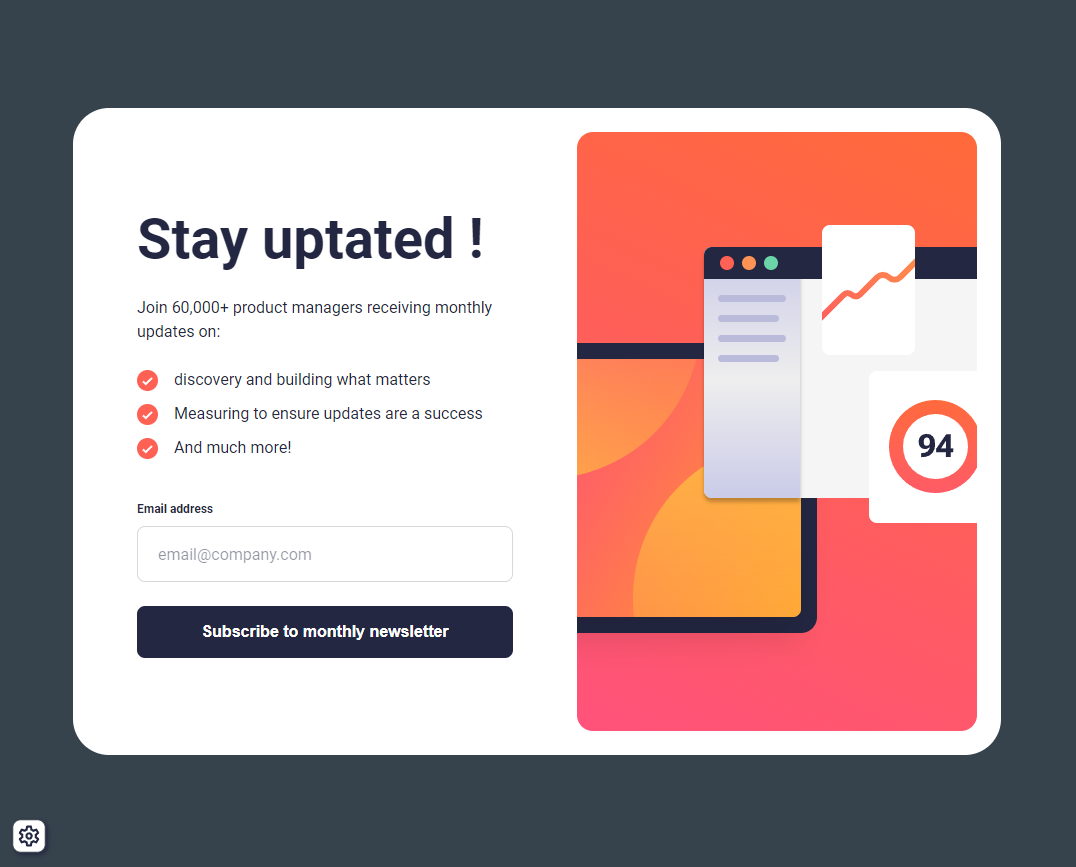 Stay uptated !
Join 60,000+ product managers receiving monthly
updates on:
discovery and building what matters
Measuring to ensure updates are a success
And much more!
Email address
email@company.com
Subscribe to monthly newsletter
94